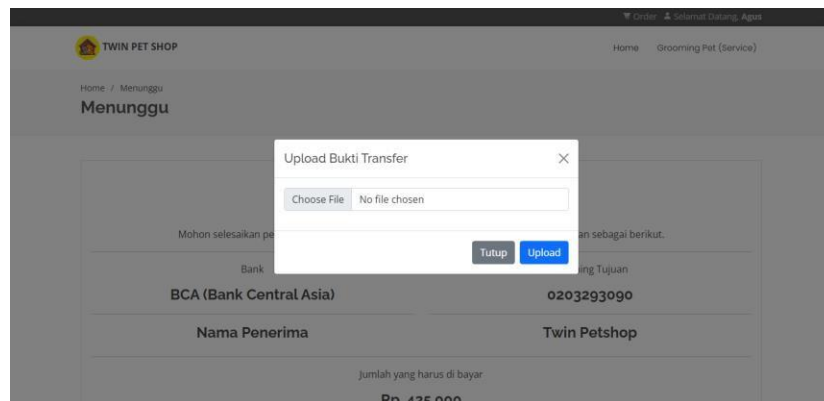 Order Selamat Datang, Agus
TWIN PET SHOP
Home Grooming Pet (Service)
Home / Menunggu
Menunggu
Upload Bukti Transfer
Choose File No file chosen
Mohon selesaikan pe an sebagai berikut.
Tutup Upload
Bank ing Tujuan
BCA (Bank Central Asia) 0203293090
Nama Penerima Twin Petshop
Jumlah yang harus di bayar
Rp.